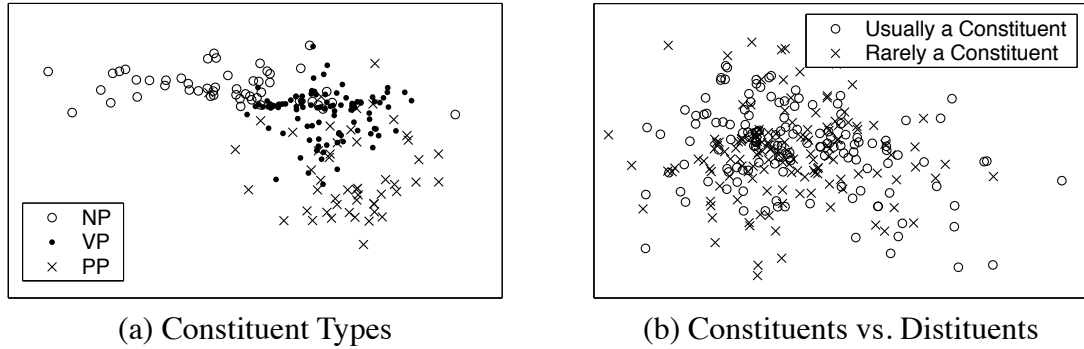 NP
VP
PP
(a) Constituent Types
Usually a Constituent
Rarely a Constituent
(b) Constituents vs. Distituents